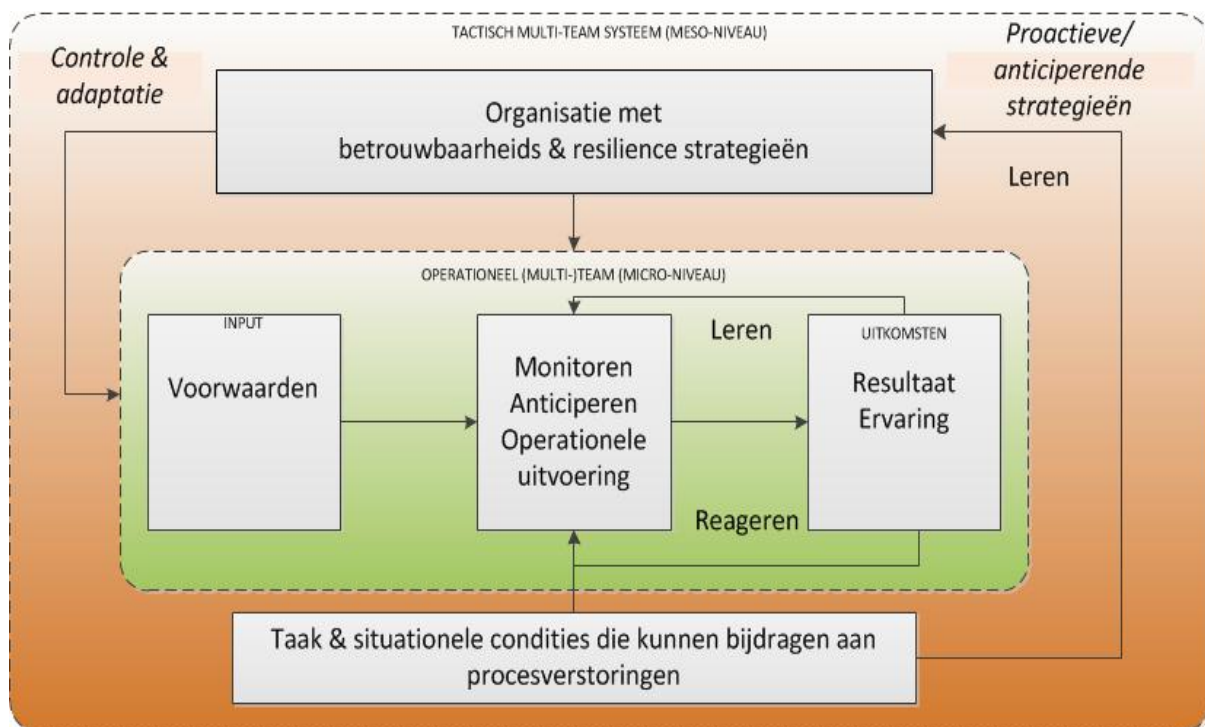 TACTISCH MULTI-TEAM SYSTEEM (MESO-NIVEAU)
Controle &
adaptatie
Proactieve/
anticiperende
strategieën
Organisatie met
betrouwbaarheids & resilience strategieën
Leren
OPERATIONEEL (MULTI-)TEAM (MICRO-NIVEAU)
INPUT
Voorwaarden
Monitoren
Anticiperen
Operationele
uitvoering
Leren
Reageren
UITKOMSTEN
Resultaat
Ervaring
Taak & situationele condities die kunnen bijdragen aan
procesverstoringen